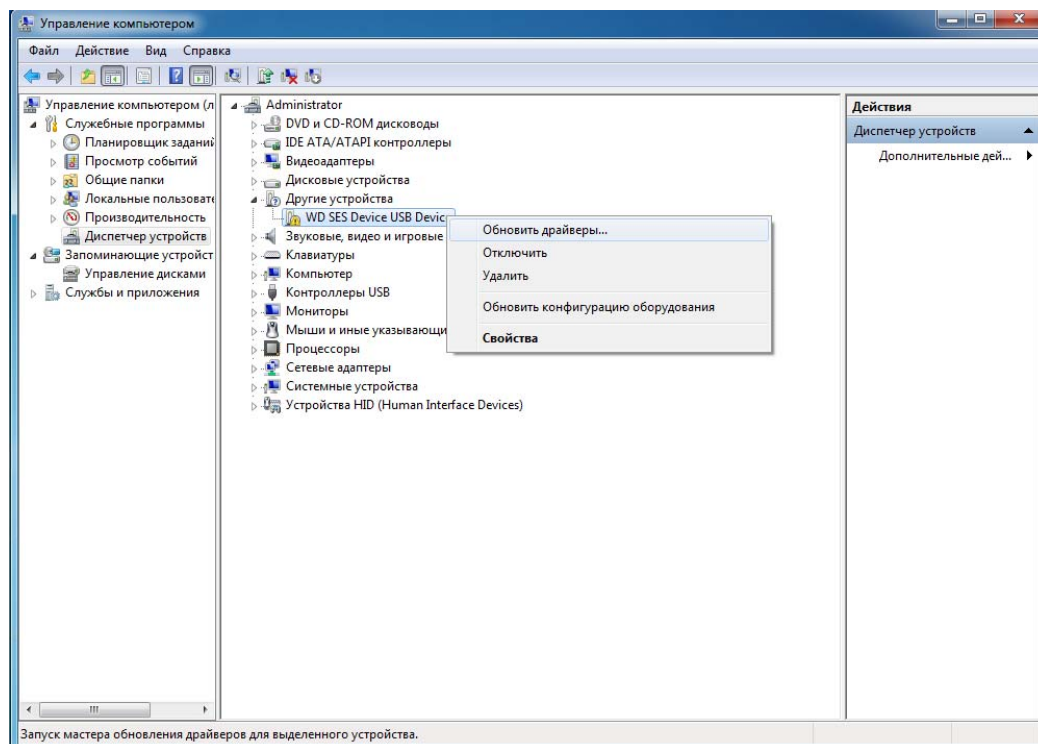 Управление компьютером
Файл Действие Вид Справка
Управление компьютером (л
Служебные программы
Планировщик заданий
Просмотр событий
Общие папки
Локальные пользовате
Производительность
Диспетчер устройств
Запоминающие устройст
Управление дисками
Службы и приложения
Administrator
DVD и CD-ROM дисководы
IDE ATA/ATAPI контроллеры
Видеоадаптеры
Дисковые устройства
Другие устройства
WD SES Device USB Devic
Звуковые, видео и игровые
Клавиатуры
Компьютер
Контроллеры USB
Мониторы
Мыши и иные указывающи
Процессоры
Сетевые адаптеры
Системные устройства
Устройства HID (Human Interface Devices)
Обновить драйверы...
Отключить
Удалить
Обновить конфигурацию оборудования
Свойства
Действия
Диспетчер устройств
Дополнительные дей...
Запуск мастера обновления драйверов для выделенного устройства.